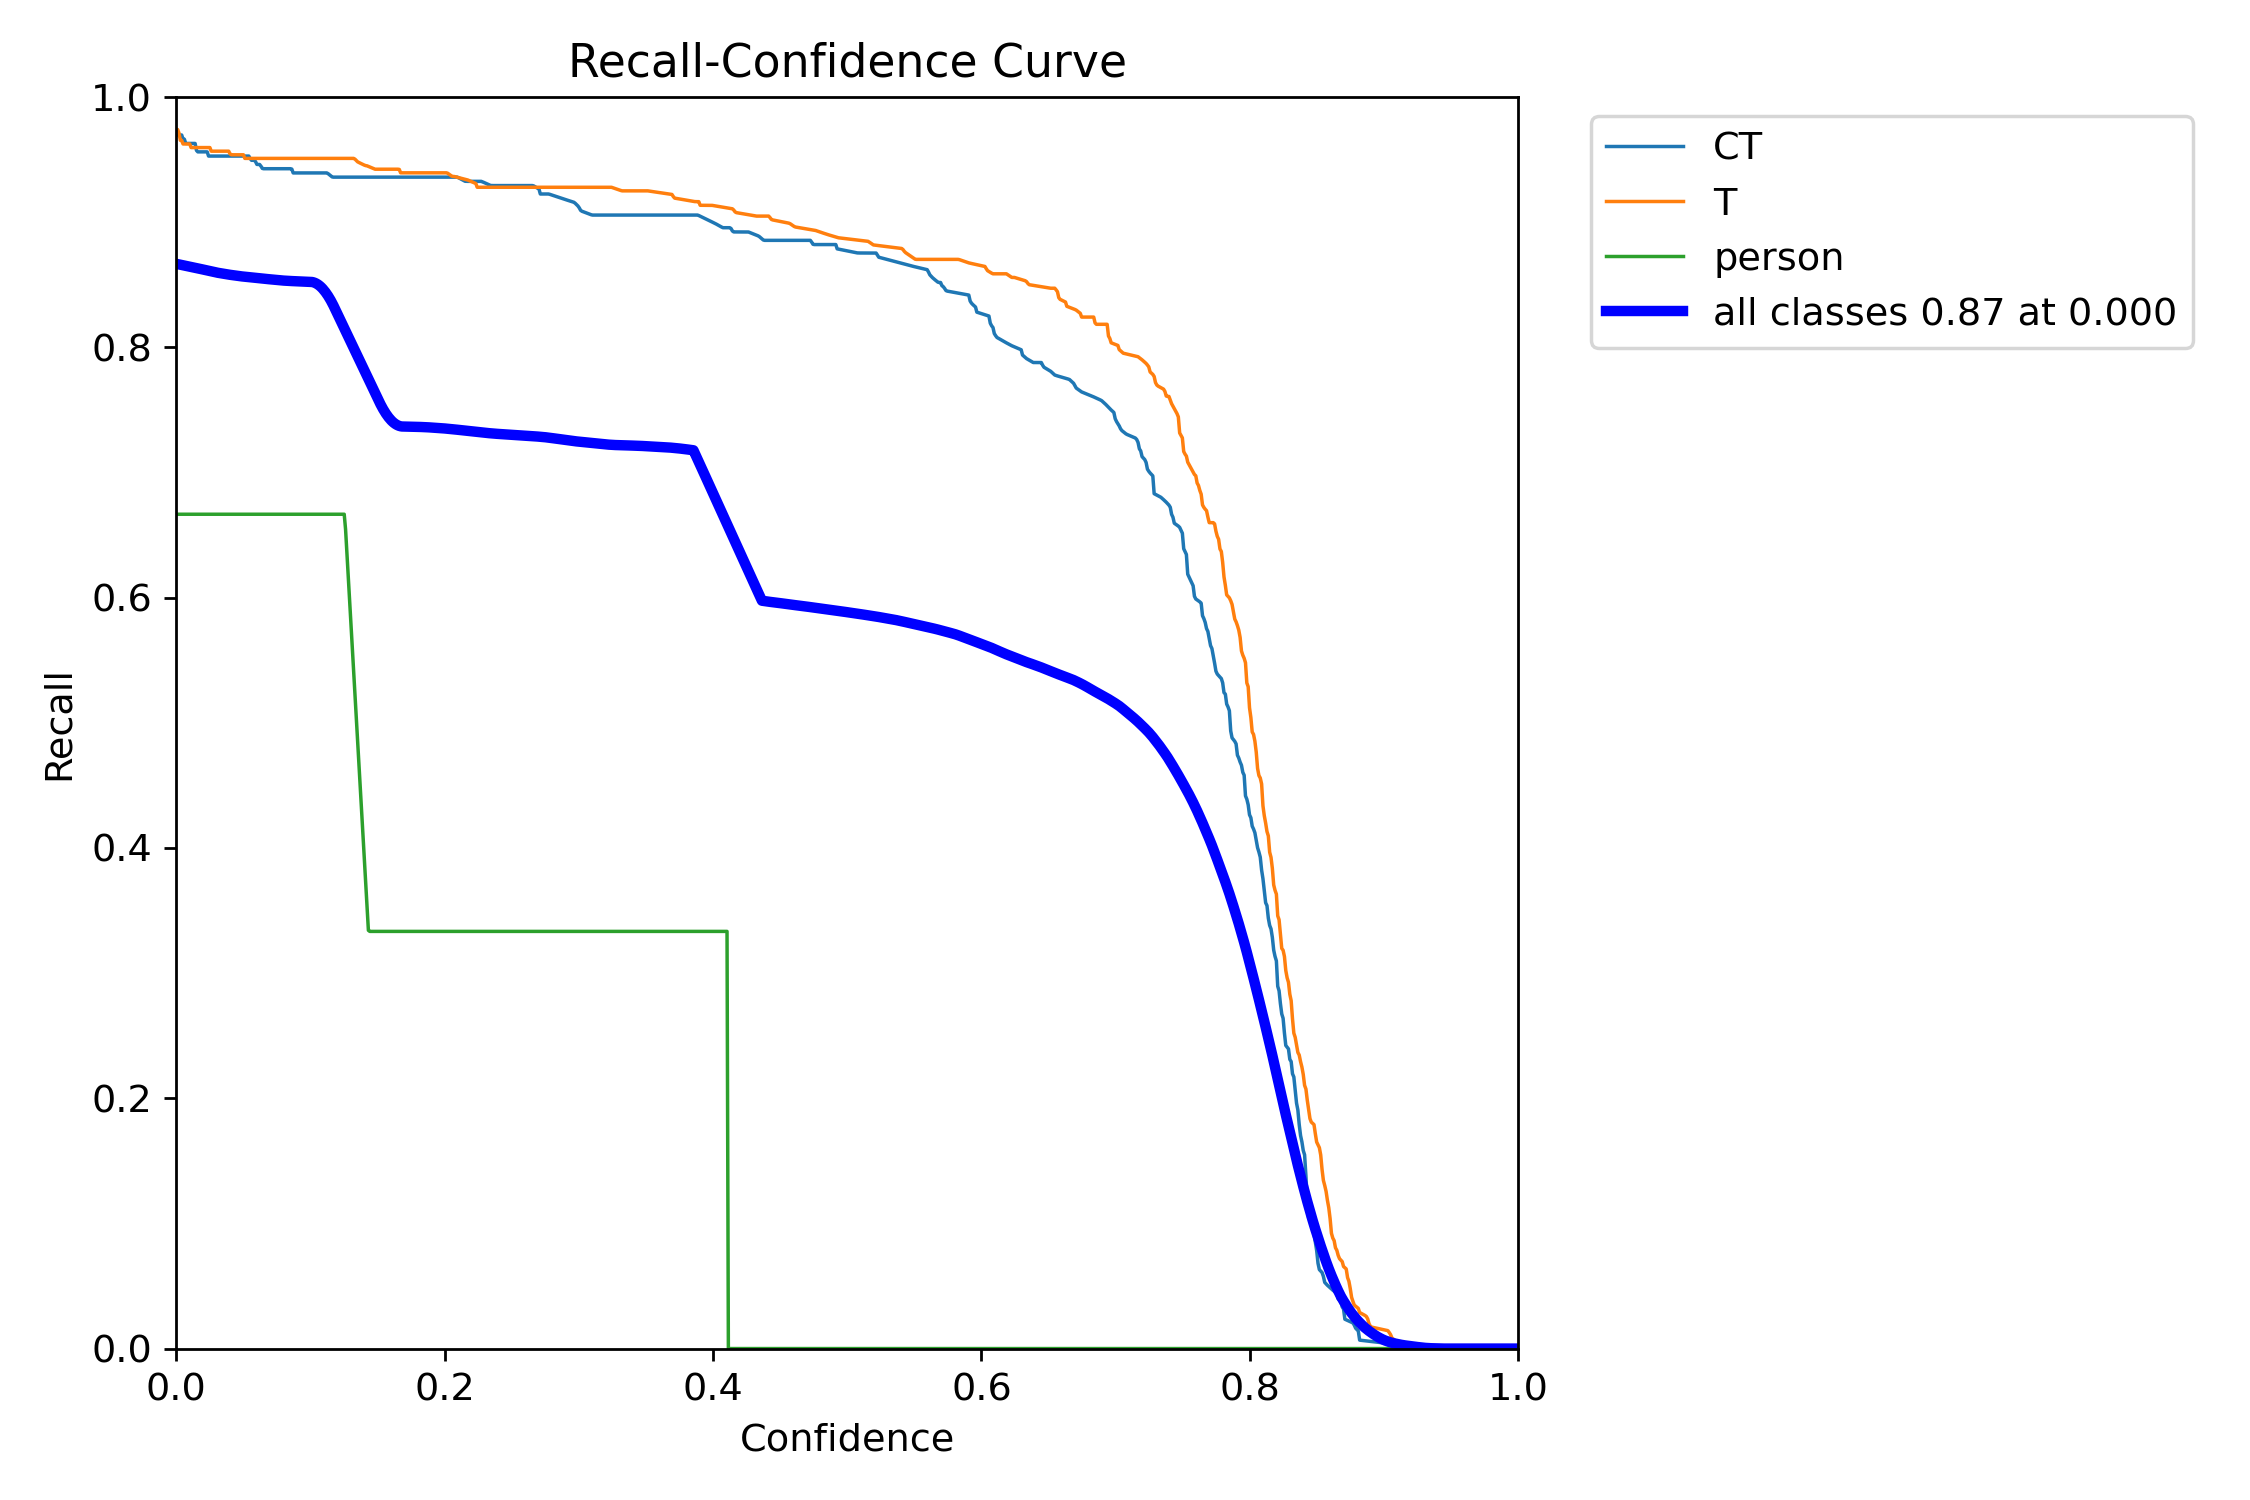 Recall-Confidence Curve
1.0
0.8
0.6
0.4
0.2
0.0
Recall
0.0 0.2 0.4 0.6 0.8 1.0
Confidence
CT
T
person
all classes 0.87 at 0.000